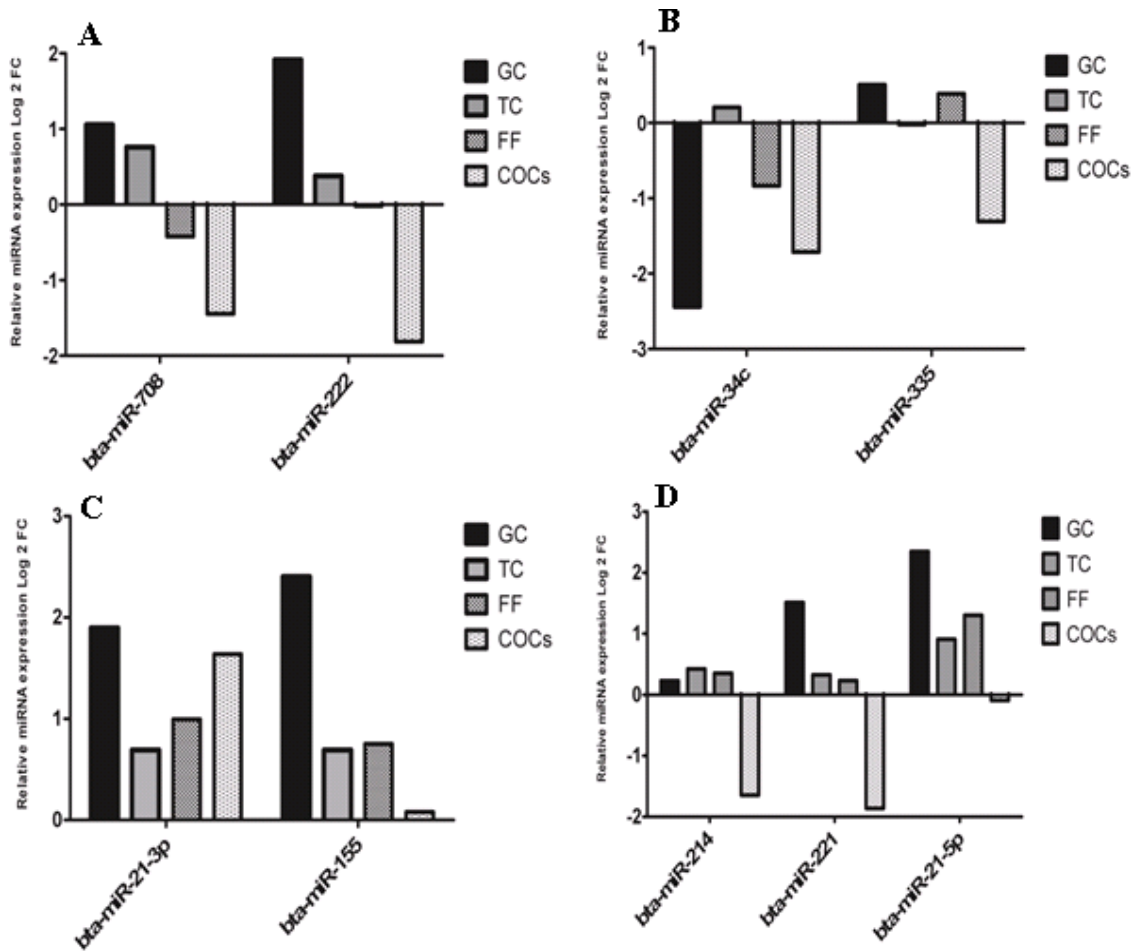 A
Relative miRNA expression Log 2 FC
2
1
0
-1
-2
GC
TC
FF
COCs
bta-miR-708
bta-miR-222
B
Relative miRNA expression Log 2 FC
1
0
-1
-2
-3
GC
TC
FF
COCs
bta-miR-34c
bta-miR-335
C
Relative miRNA expression Log 2 FC
3
2
1
0
GC
TC
FF
COCs
bta-miR-21-3p
bta-miR-155
D
Relative miRNA expression Log 2 FC
3
2
1
0
-1
-2
GC
TC
FF
COCs
bta-miR-214
bta-miR-221
bta-miR-21-5p